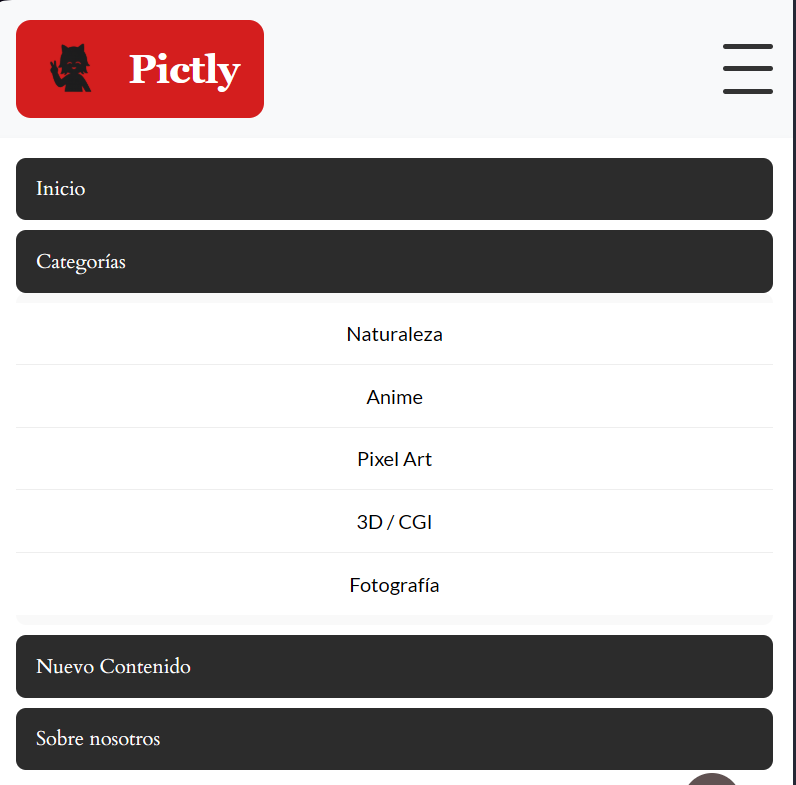 Pictly
Inicio
Categorías
Naturaleza
Anime
Pixel Art
3D / CGI
Fotografía
Nuevo Contenido
Sobre nosotros